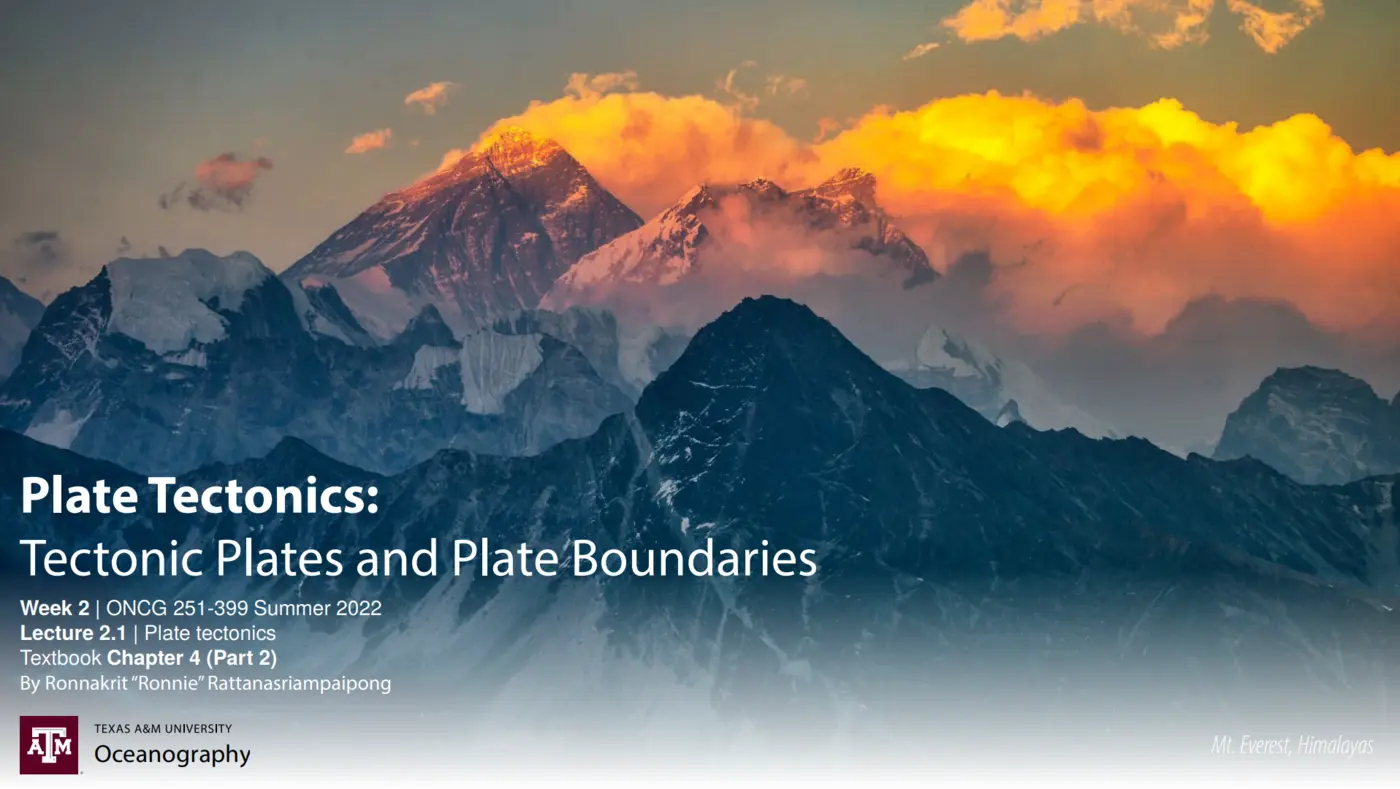 Plate Tectonics:
Tectonic Plates and Plate Boundaries
Week 2 | ONCG 251-399 Summer 2022
Lecture 2.1 | Plate tectonics
Textbook Chapter 4 (Part 2)
By Ronnakrit “Ronnie” Rattanasriampaipong
ATM
TEXAS A&M UNIVERSITY
Oceanography
Mt. Everest, Himalayas